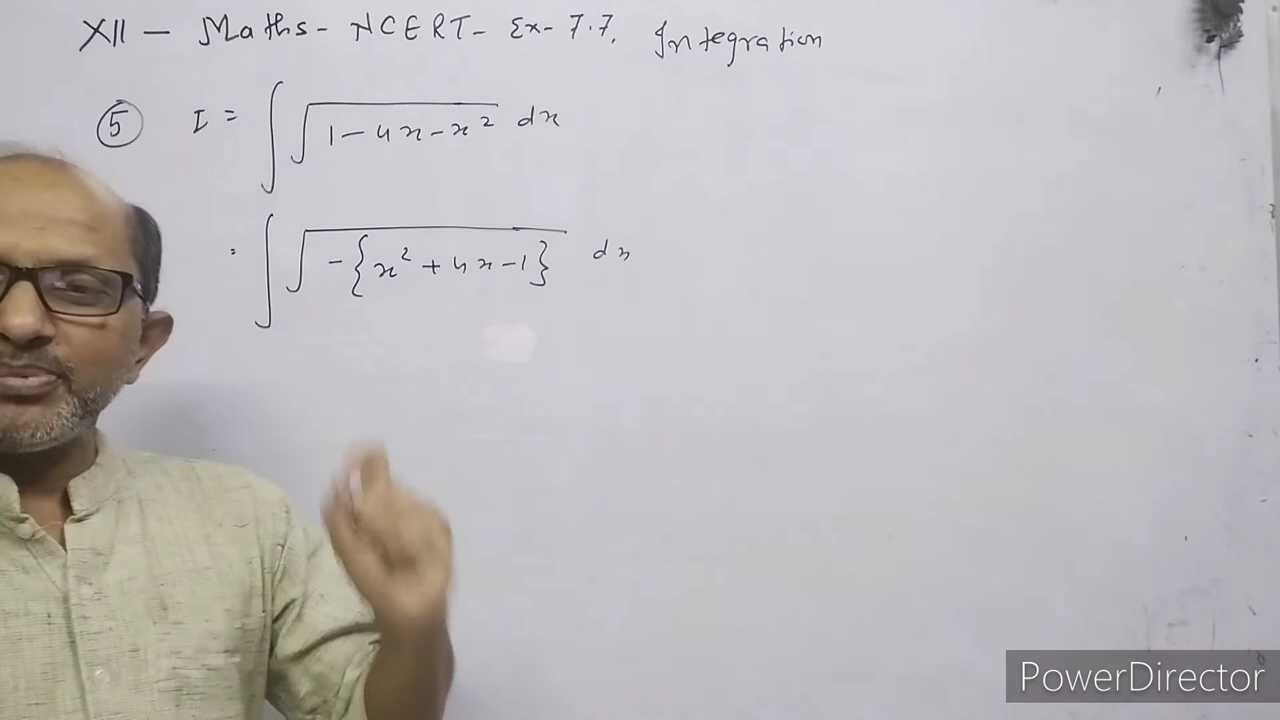 XII - Maths - NCERT - Ex - 7.7, Integration
⑤ I = ∫ √(1 - 4x - x²) dx
= ∫ √(-{x² + 4x - 1}) dx
PowerDirector